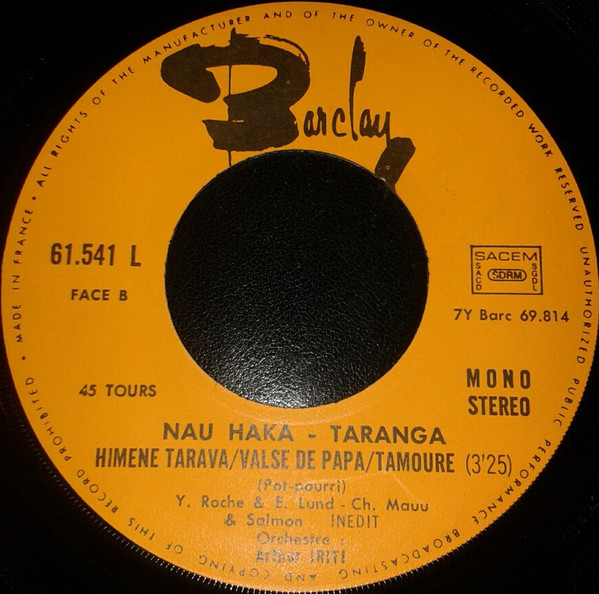 MADE IN FRANCE • ALL RIGHTS OF THE MANUFACTURER AND OF THE OWNER OF THE RECORDED WORK RESERVED UNAUTHORIZED PUBLIC PERFORMANCE BROADCASTING AND COPYING OF THIS RECORD PROHIBITED •
Barclay
61.541 L
FACE B
SACEM
SACD
SDRM
SGDL
7Y Barc 69.814
45 TOURS
MONO
STEREO
NAU HAKA - TARANGA
HIMENE TARAVA/VALSE DE PAPA/TAMOURE (3'25)
(Pot-pourri)
Y. Roche & E. Lund - Ch. Mauu
& Salmon INEDIT
Orchestre :
Arthur IRITI